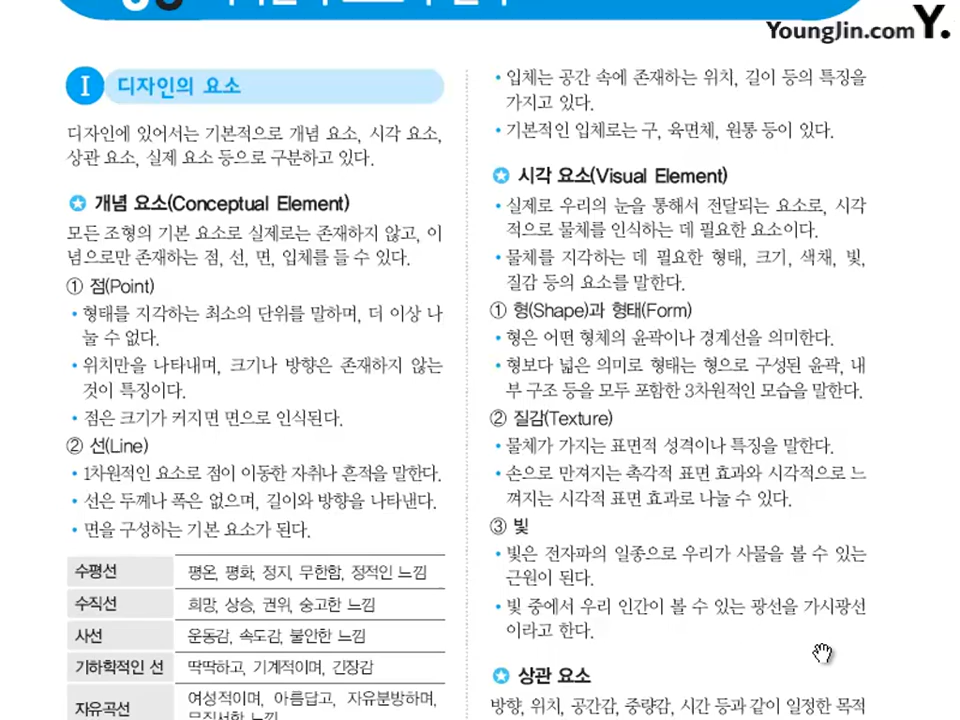 YoungJin.com Y.
I 디자인의 요소
디자인에 있어서는 기본적으로 개념 요소, 시각 요소,
상관 요소, 실제 요소 등으로 구분하고 있다.
개념 요소(Conceptual Element)
모든 조형의 기본 요소로 실제로는 존재하지 않고, 이
념으로만 존재하는 점, 선, 면, 입체를 들 수 있다.
① 점(Point)
• 형태를 지각하는 최소의 단위를 말하며, 더 이상 나
눌 수 없다.
• 위치만을 나타내며, 크기나 방향은 존재하지 않는
것이 특징이다.
• 점은 크기가 커지면 면으로 인식된다.
② 선(Line)
• 1차원적인 요소로 점이 이동한 자취나 흔적을 말한다.
• 선은 두께나 폭은 없으며, 길이와 방향을 나타낸다.
• 면을 구성하는 기본 요소가 된다.
수평선 평온, 평화, 정지, 무한함, 정적인 느낌
수직선 희망, 상승, 권위, 숭고한 느낌
사선 운동감, 속도감, 불안한 느낌
기하학적인 선 딱딱하고, 기계적이며, 긴장감
자유곡선 여성적이며, 아름답고, 자유분방하며,
• 입체는 공간 속에 존재하는 위치, 길이 등의 특징을
가지고 있다.
• 기본적인 입체로는 구, 육면체, 원통 등이 있다.
시각 요소(Visual Element)
• 실제로 우리의 눈을 통해서 전달되는 요소로, 시각
적으로 물체를 인식하는 데 필요한 요소이다.
• 물체를 지각하는 데 필요한 형태, 크기, 색채, 빛,
질감 등의 요소를 말한다.
① 형(Shape)과 형태(Form)
• 형은 어떤 형체의 윤곽이나 경계선을 의미한다.
• 형보다 넓은 의미로 형태는 형으로 구성된 윤곽, 내
부 구조 등을 모두 포함한 3차원적인 모습을 말한다.
② 질감(Texture)
• 물체가 가지는 표면적 성격이나 특징을 말한다.
• 손으로 만져지는 촉각적 표면 효과와 시각적으로 느
껴지는 시각적 표면 효과로 나눌 수 있다.
③ 빛
• 빛은 전자파의 일종으로 우리가 사물을 볼 수 있는
근원이 된다.
• 빛 중에서 우리 인간이 볼 수 있는 광선을 가시광선
이라고 한다.
상관 요소
방향, 위치, 공간감, 중량감, 시간 등과 같이 일정한 목적